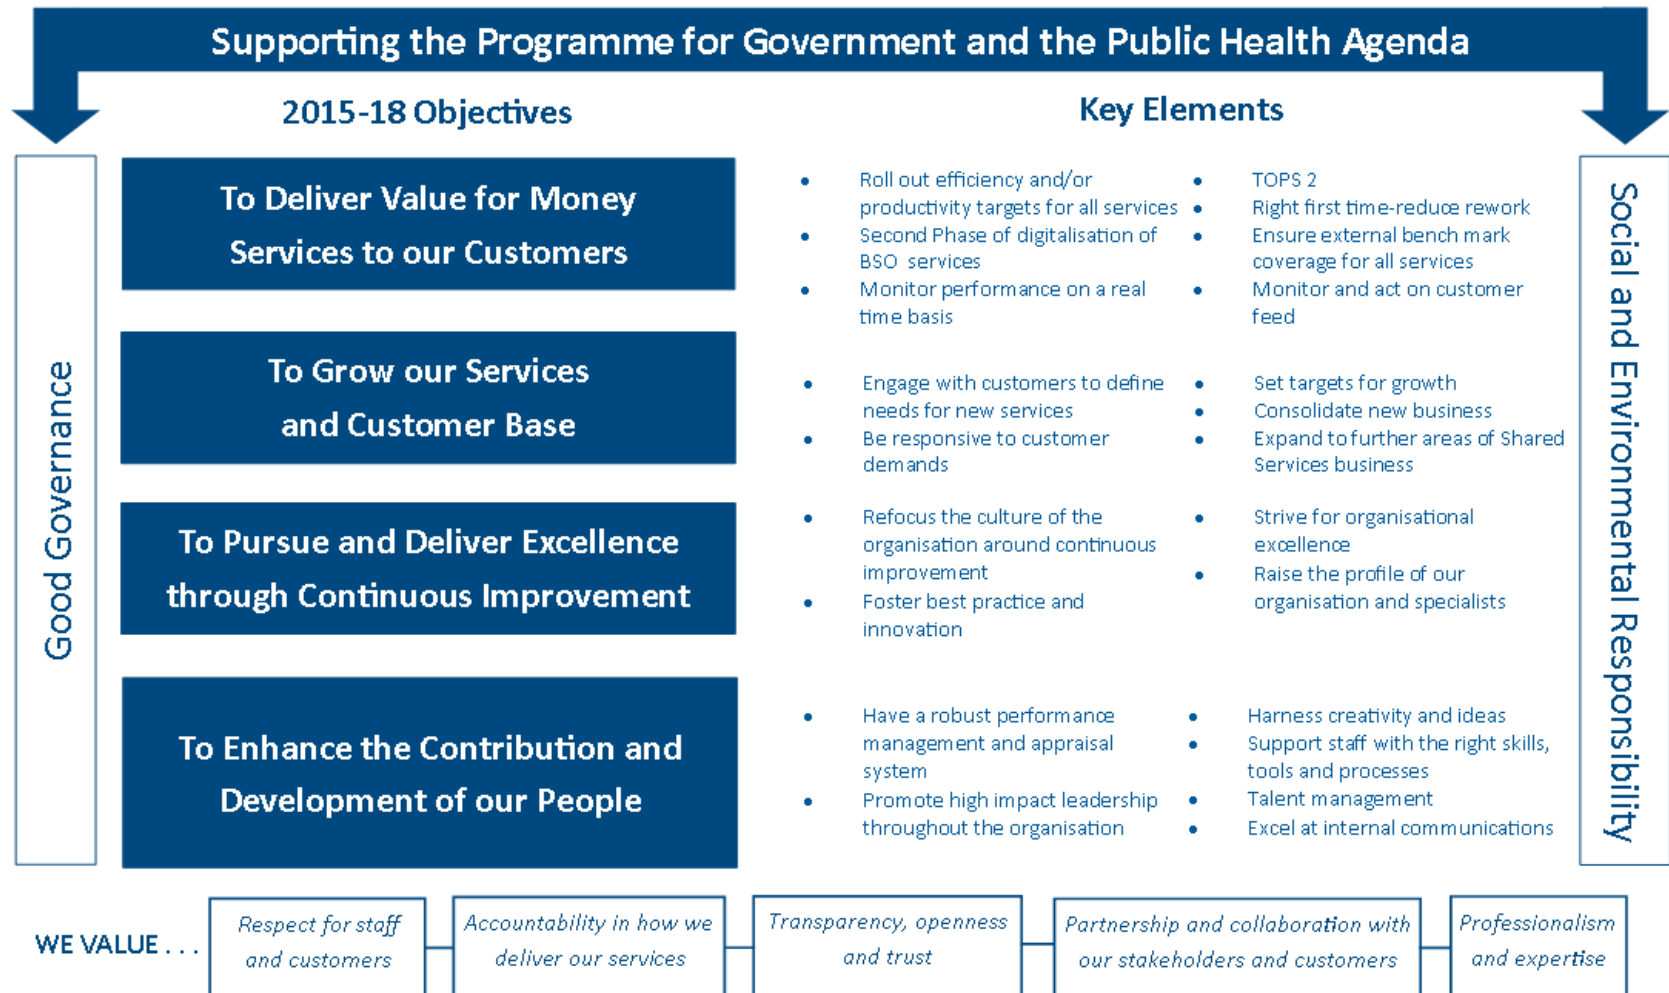 Supporting the Programme for Government and the Public Health Agenda
2015-18 Objectives
Key Elements
Good Governance
To Deliver Value for Money
Services to our Customers
• Roll out efficiency and/or
productivity targets for all services
• Second Phase of digitalisation of
BSO services
• Monitor performance on a real
time basis
• TOPS 2
• Right first time-reduce rework
• Ensure external bench mark
coverage for all services
• Monitor and act on customer
feed
To Grow our Services
and Customer Base
• Engage with customers to define
needs for new services
• Be responsive to customer
demands
• Set targets for growth
• Consolidate new business
• Expand to further areas of Shared
Services business
To Pursue and Deliver Excellence
through Continuous Improvement
• Refocus the culture of the
organisation around continuous
improvement
• Foster best practice and
innovation
• Strive for organisational
excellence
• Raise the profile of our
organisation and specialists
To Enhance the Contribution and
Development of our People
• Have a robust performance
management and appraisal
system
• Promote high impact leadership
throughout the organisation
• Harness creativity and ideas
• Support staff with the right skills,
tools and processes
• Talent management
• Excel at internal communications
Social and Environmental Responsibility
WE VALUE . . .
Respect for staff
and customers
Accountability in how we
deliver our services
Transparency, openness
and trust
Partnership and collaboration with
our stakeholders and customers
Professionalism
and expertise